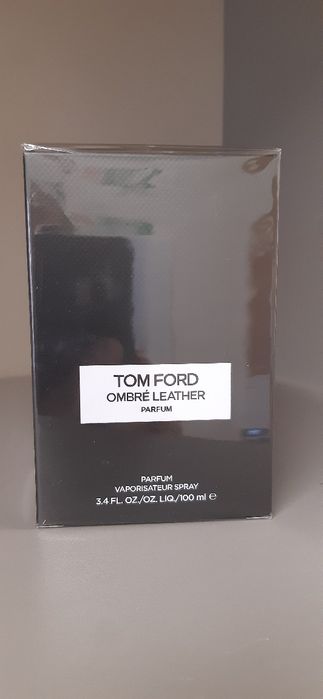 TOM FORD
OMBRÉ LEATHER
PARFUM
PARFUM
VAPORISATEUR SPRAY
3.4 FL. OZ./OZ. LIQ./100 ml ℮